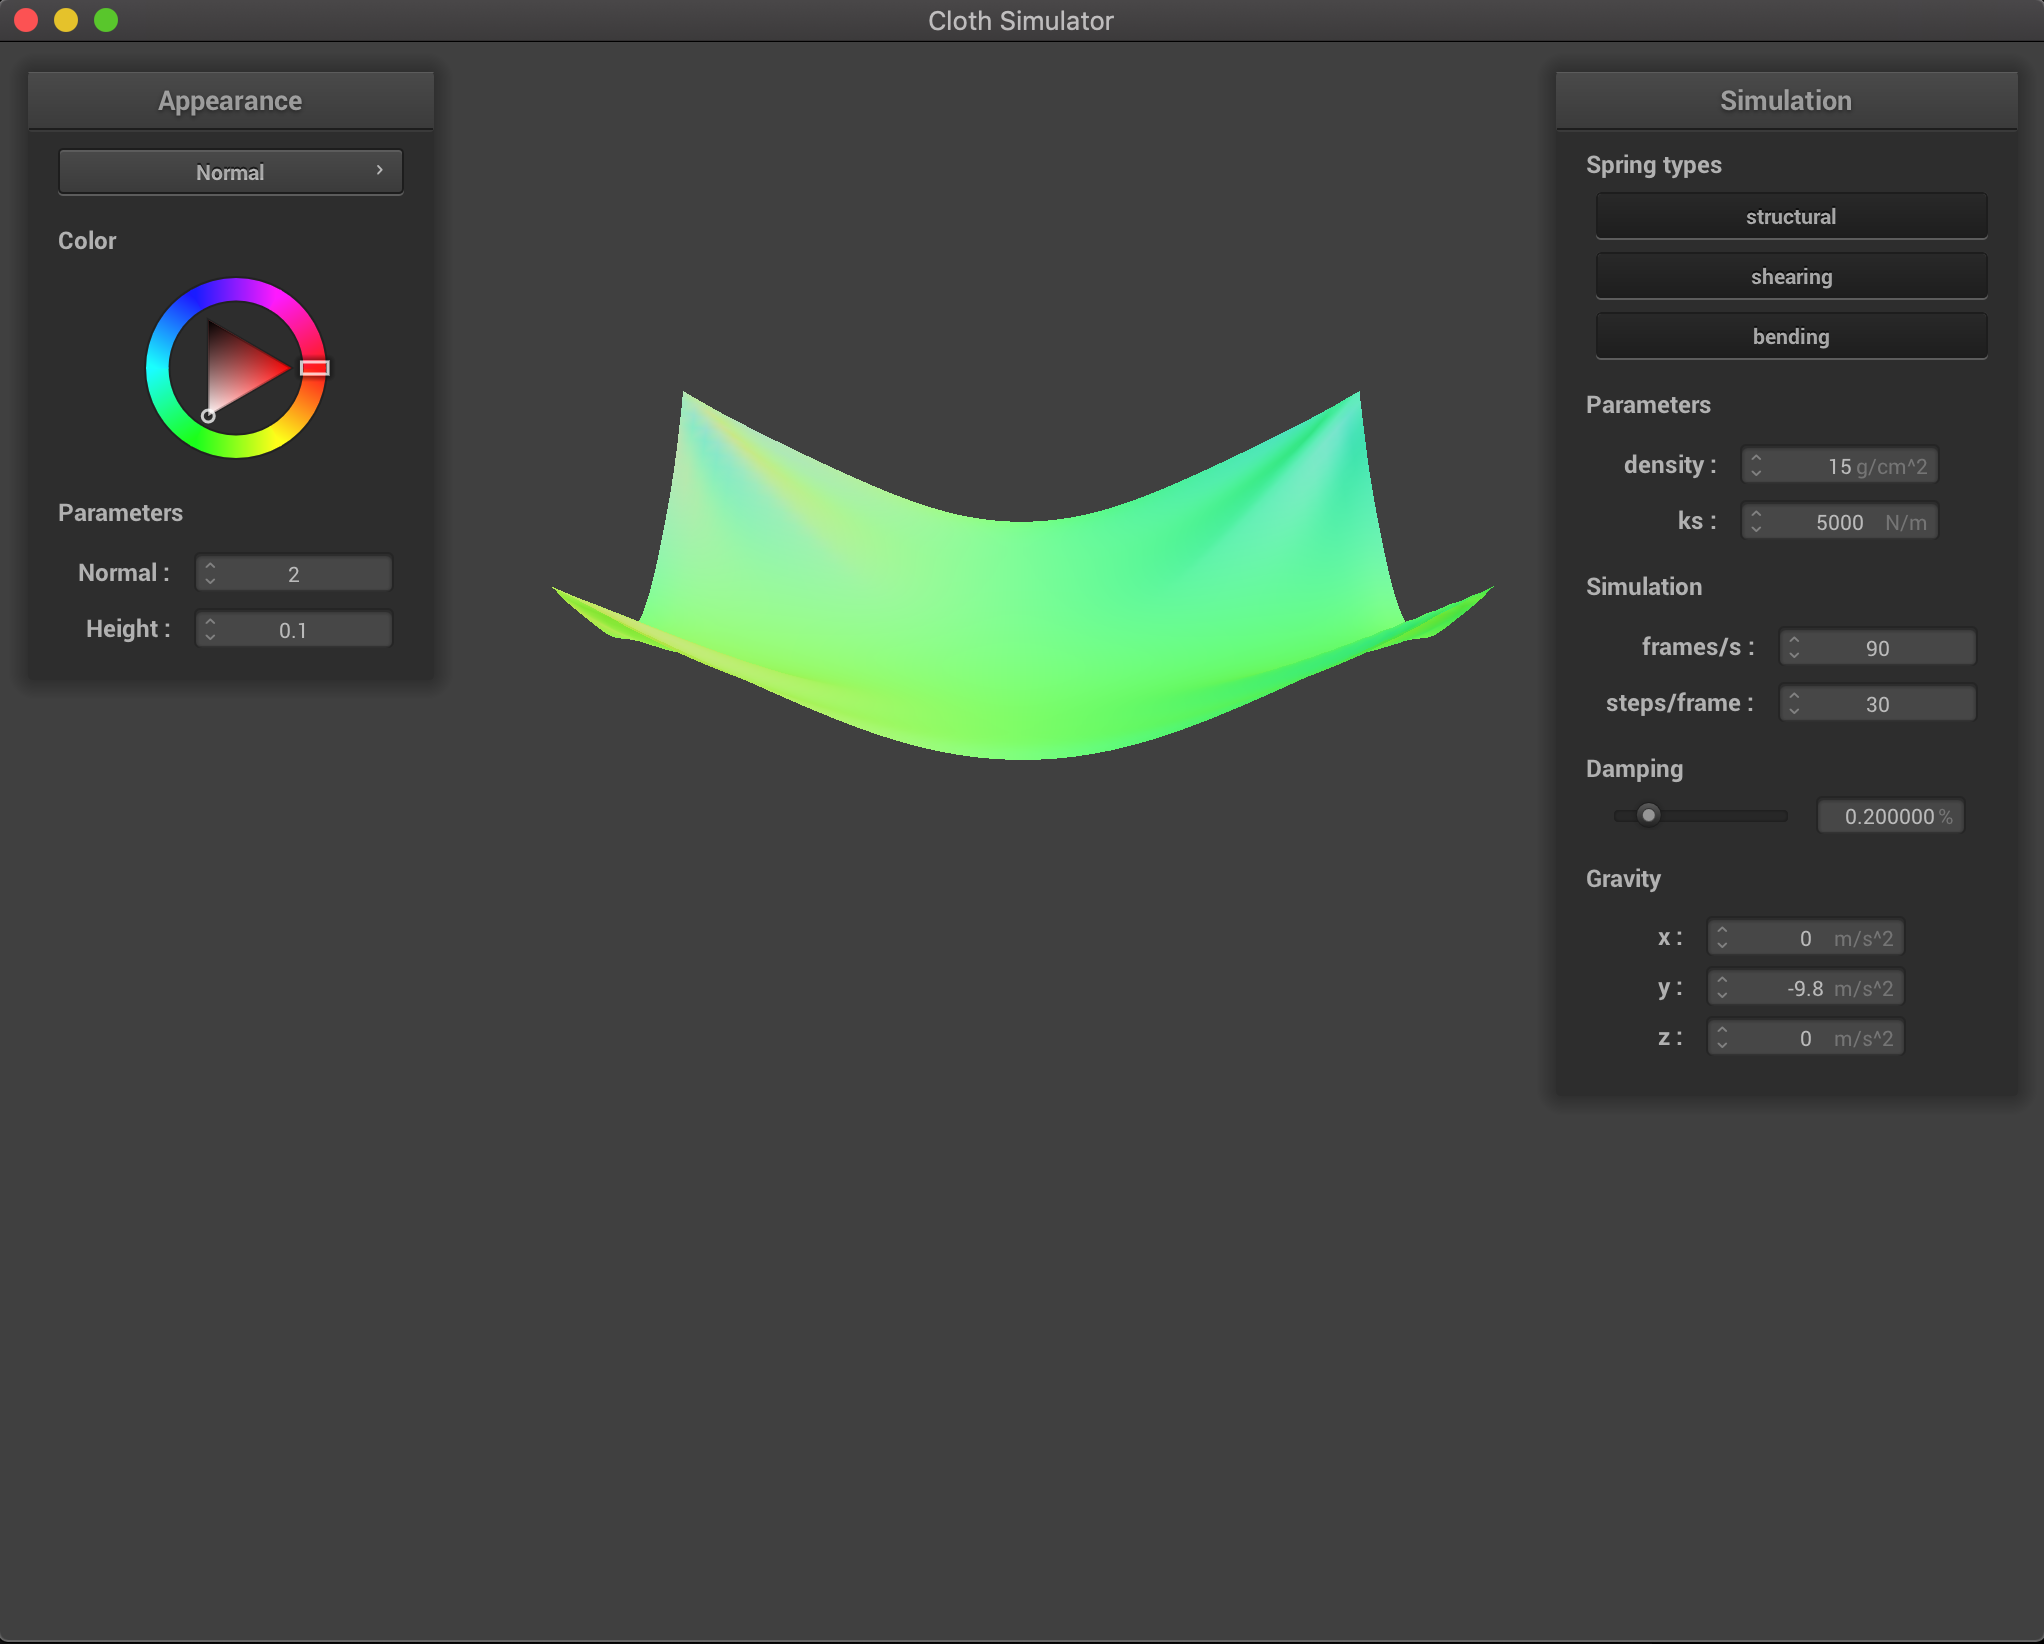 Cloth Simulator
Appearance
Normal
Color
Parameters
Normal : 2
Height : 0.1
Simulation
Spring types
structural
shearing
bending
Parameters
density : 15 g/cm^2
ks : 5000 N/m
Simulation
frames/s : 90
steps/frame : 30
Damping
0.200000 %
Gravity
x : 0 m/s^2
y : -9.8 m/s^2
z : 0 m/s^2